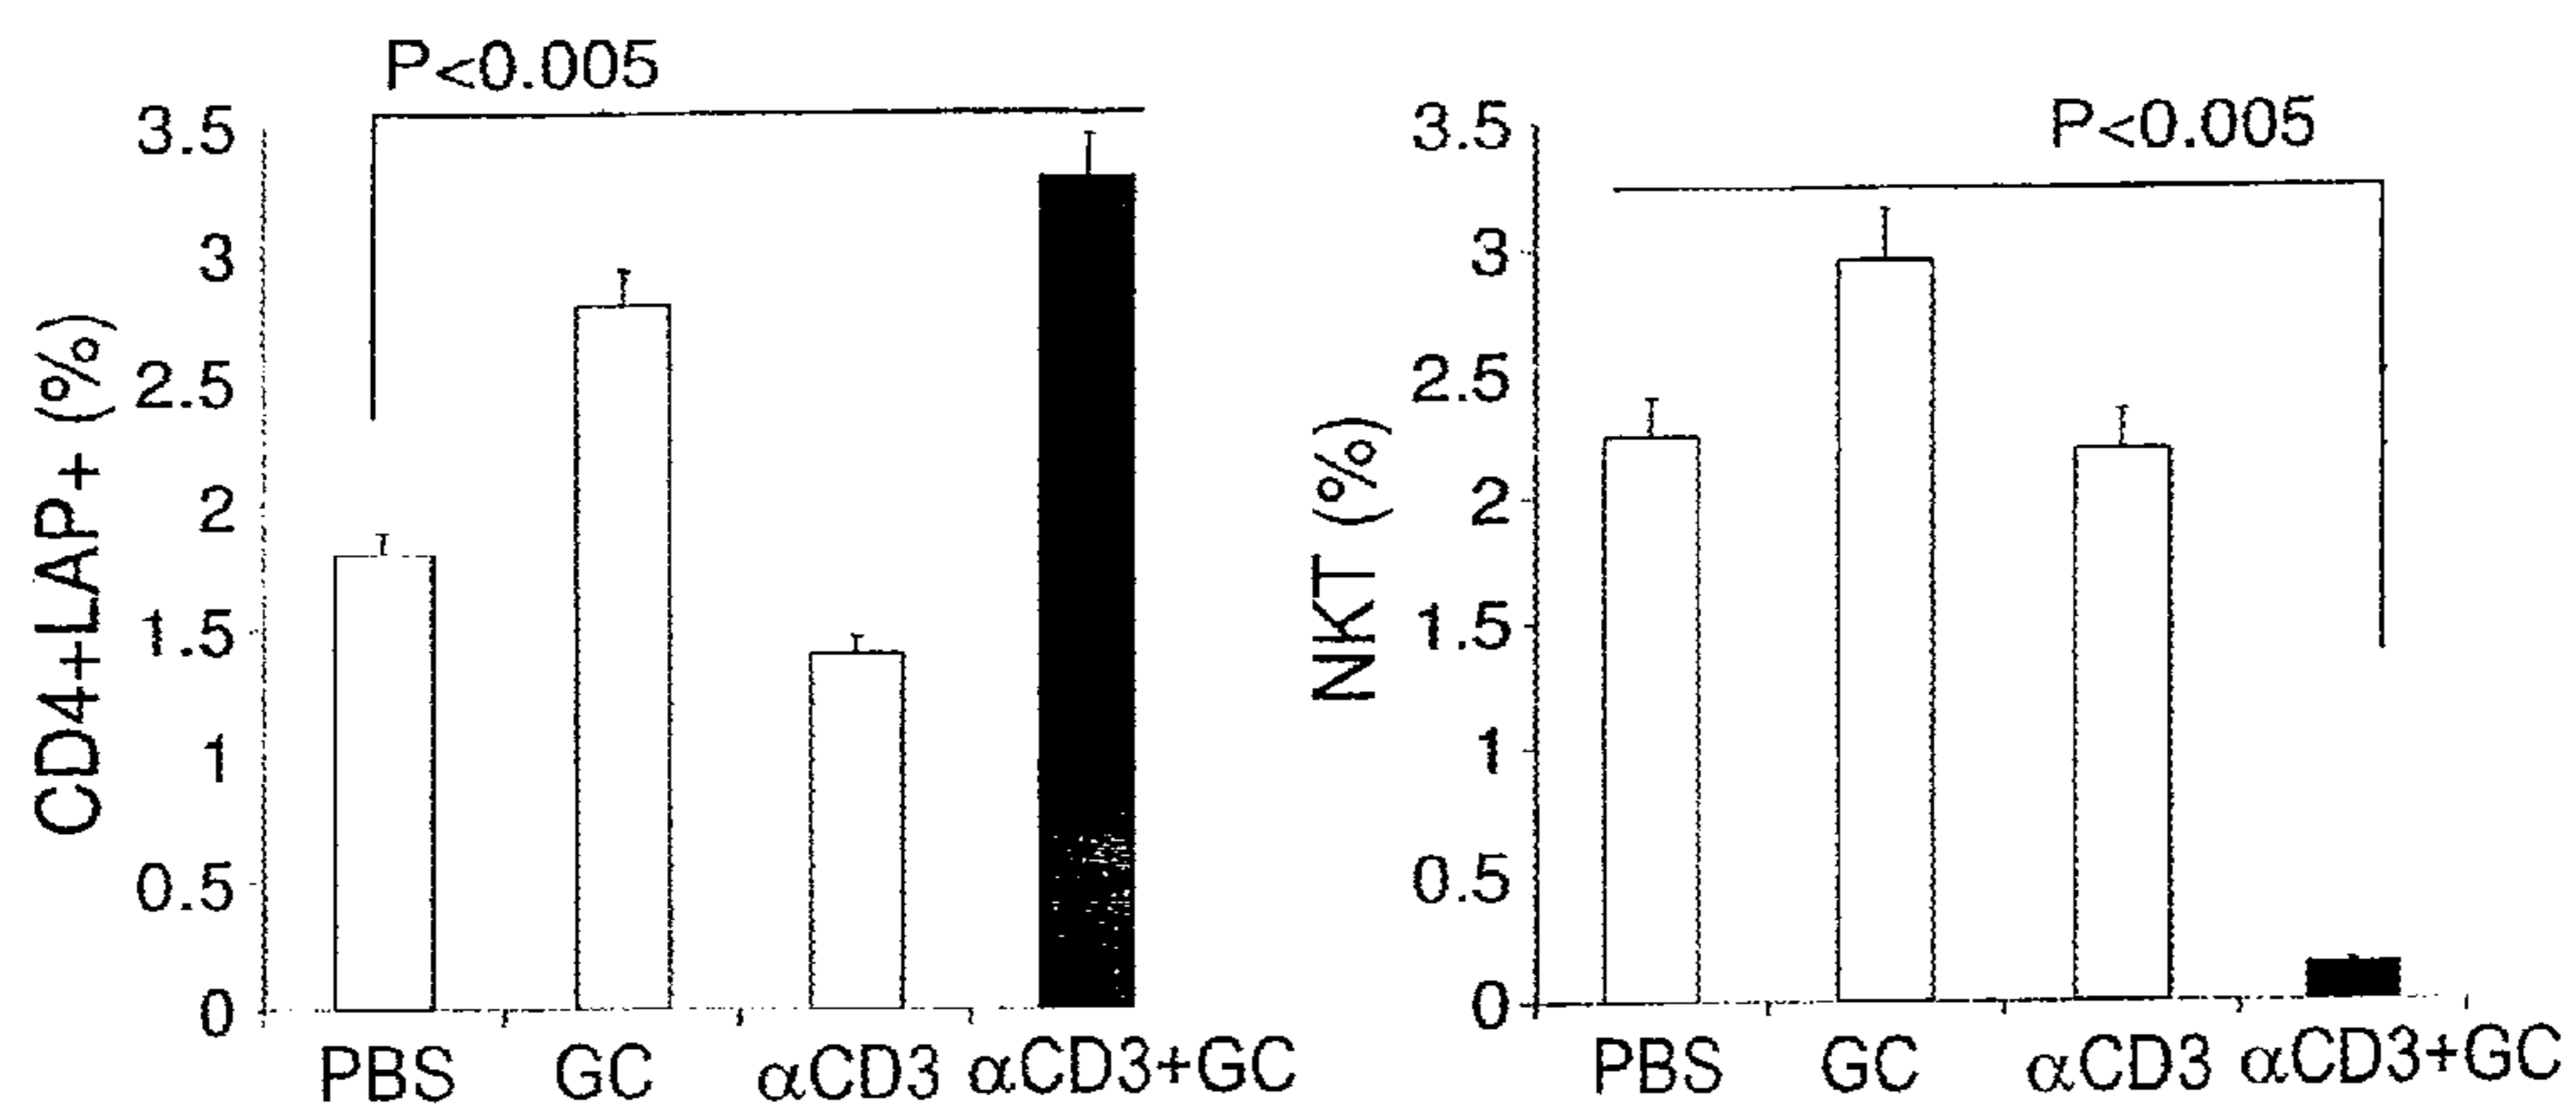 P<0.005
3.5
3
2.5
2
1.5
1
0.5
0
CD4+LAP+ (%)
PBS GC αCD3 αCD3+GC
P<0.005
3.5
3
2.5
2
1.5
1
0.5
0
NKT (%)
PBS GC αCD3 αCD3+GC